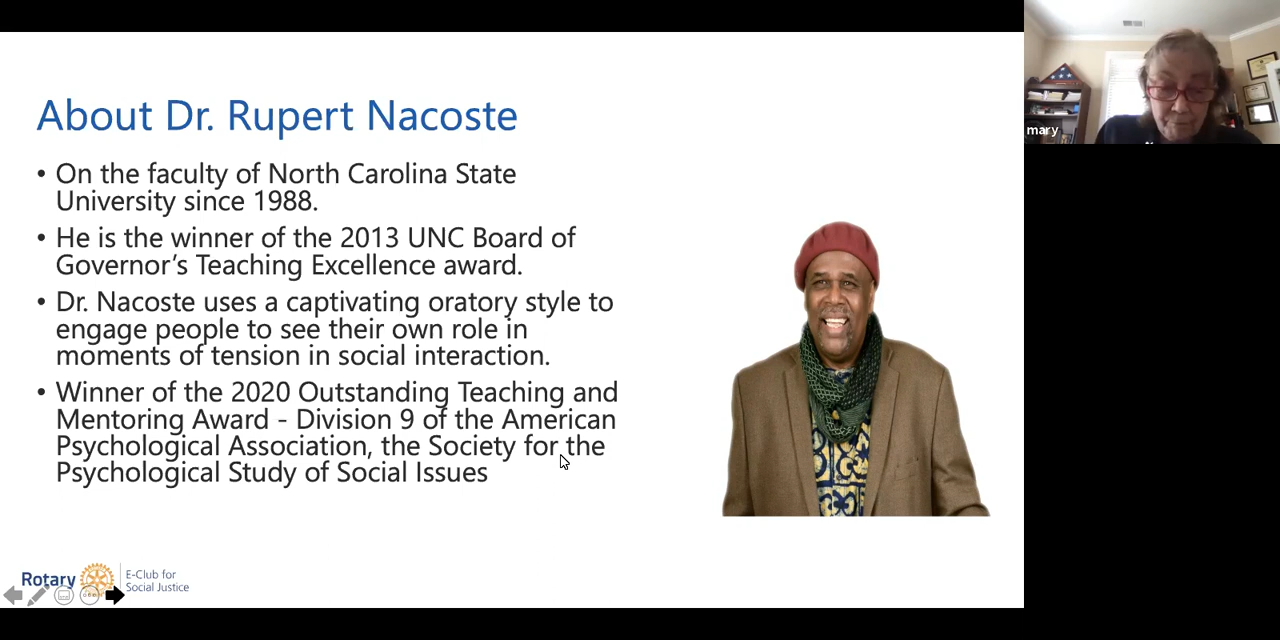 About Dr. Rupert Nacoste
• On the faculty of North Carolina State
University since 1988.
• He is the winner of the 2013 UNC Board of
Governor’s Teaching Excellence award.
• Dr. Nacoste uses a captivating oratory style to
engage people to see their own role in
moments of tension in social interaction.
• Winner of the 2020 Outstanding Teaching and
Mentoring Award - Division 9 of the American
Psychological Association, the Society for the
Psychological Study of Social Issues
Rotary
E-Club for
Social Justice
mary